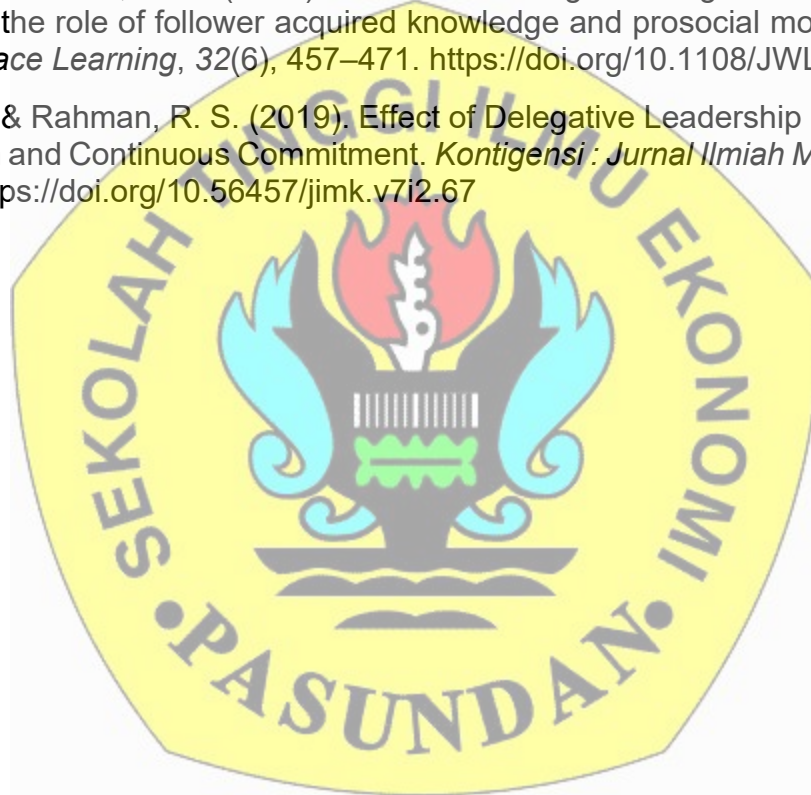 the role of follower acquired knowledge and prosocial mo
ace Learning, 32(6), 457–471. https://doi.org/10.1108/JWL
& Rahman, R. S. (2019). Effect of Delegative Leadership
and Continuous Commitment. Kontigensi : Jurnal Ilmiah M
ps://doi.org/10.56457/jimk.v7i2.67
SEKOLAH TINGGI ILMU EKONOMI
•PASUNDAN•